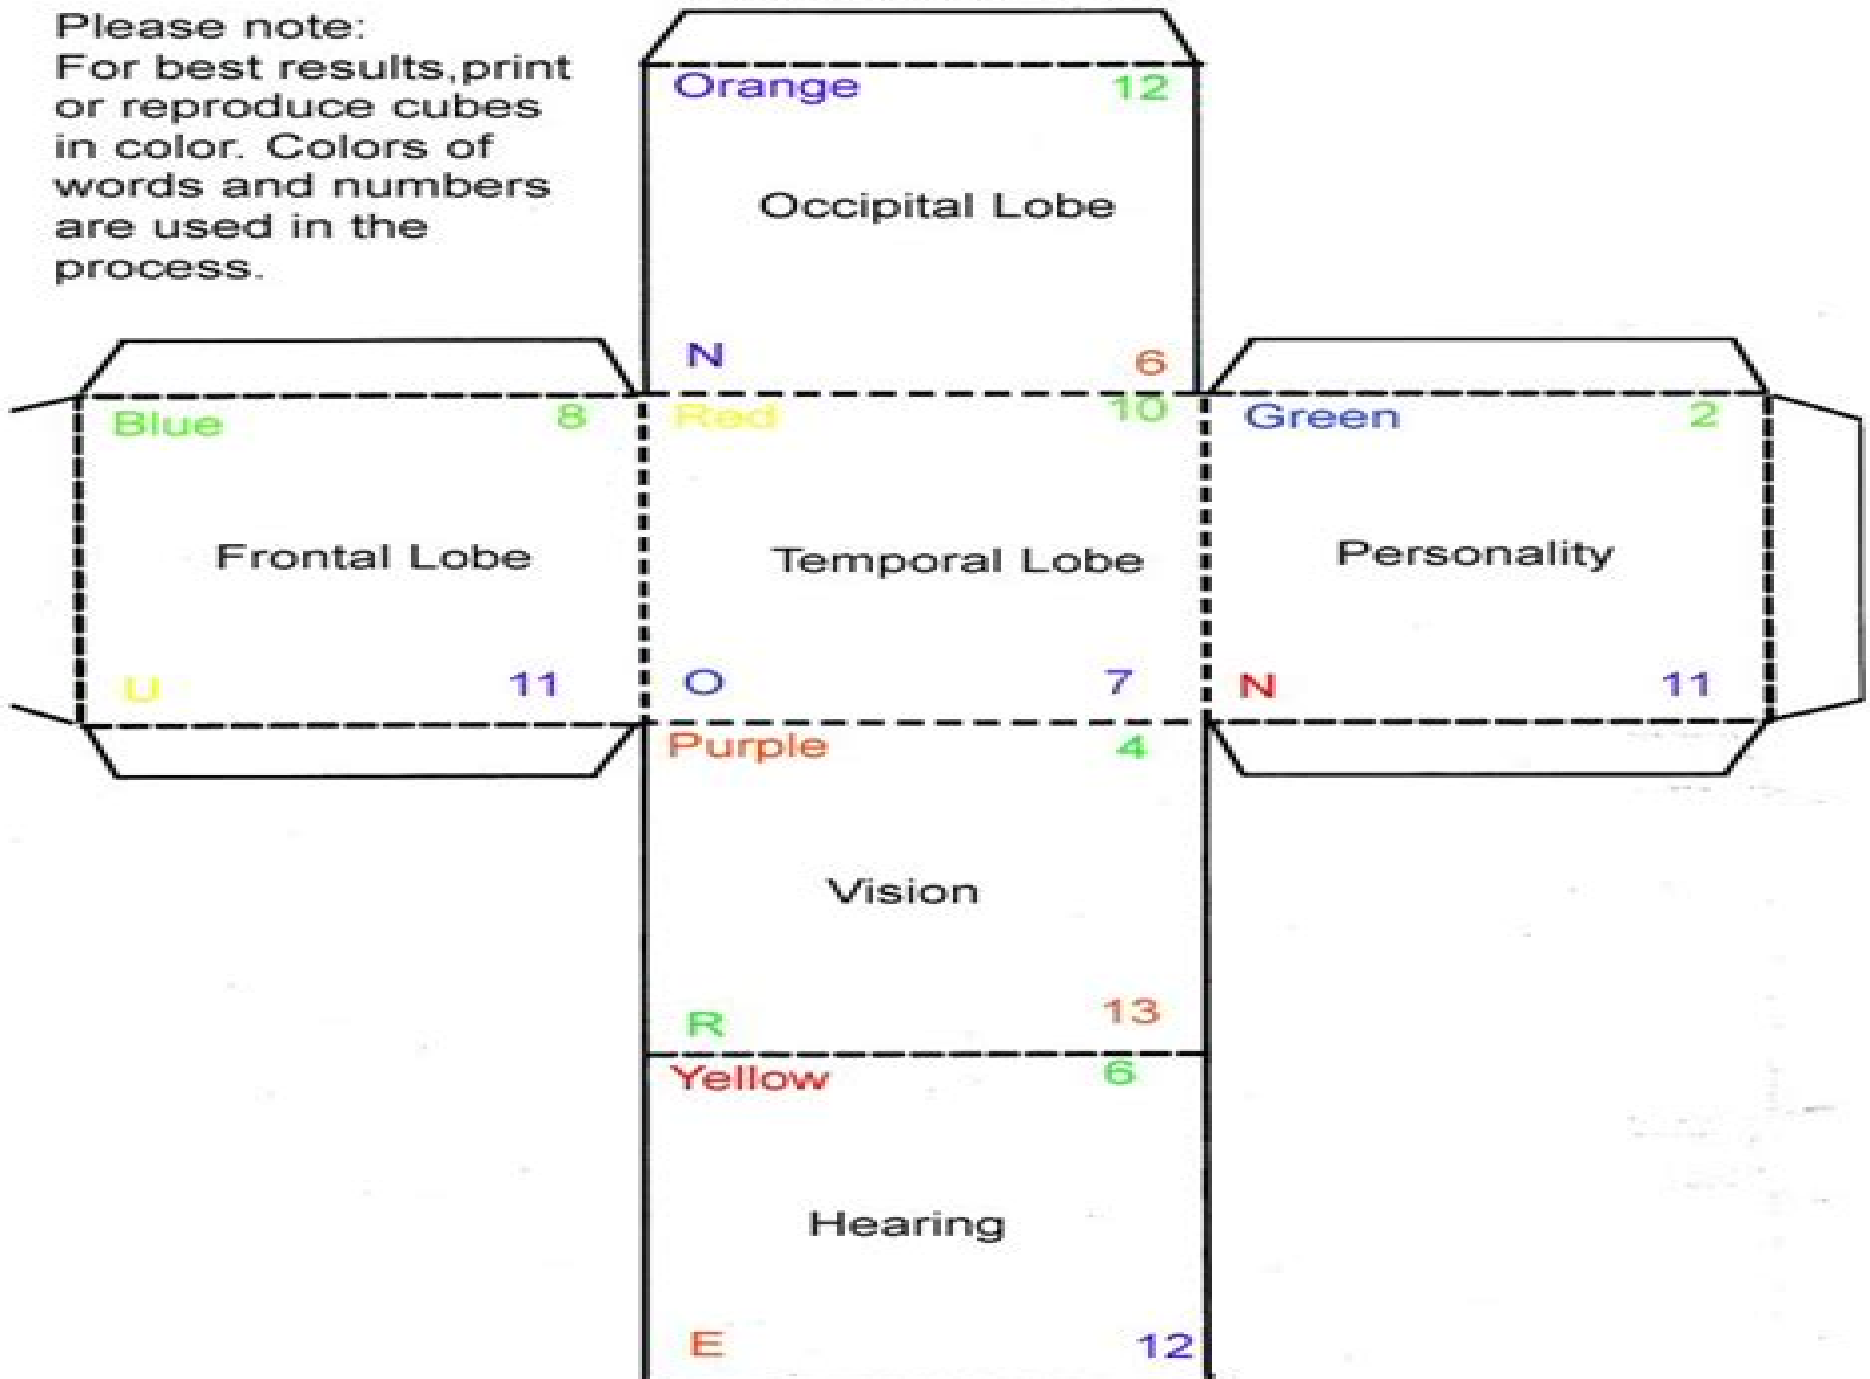 Please note:
For best results,print
or reproduce cubes
in color. Colors of
words and numbers
are used in the
process.
Orange 12
Occipital Lobe
N 6
Blue 8
Frontal Lobe
U 11
Red 10
Temporal Lobe
O 7
Green 2
Personality
N 11
Purple 4
Vision
R 13
Yellow 6
Hearing
E 12